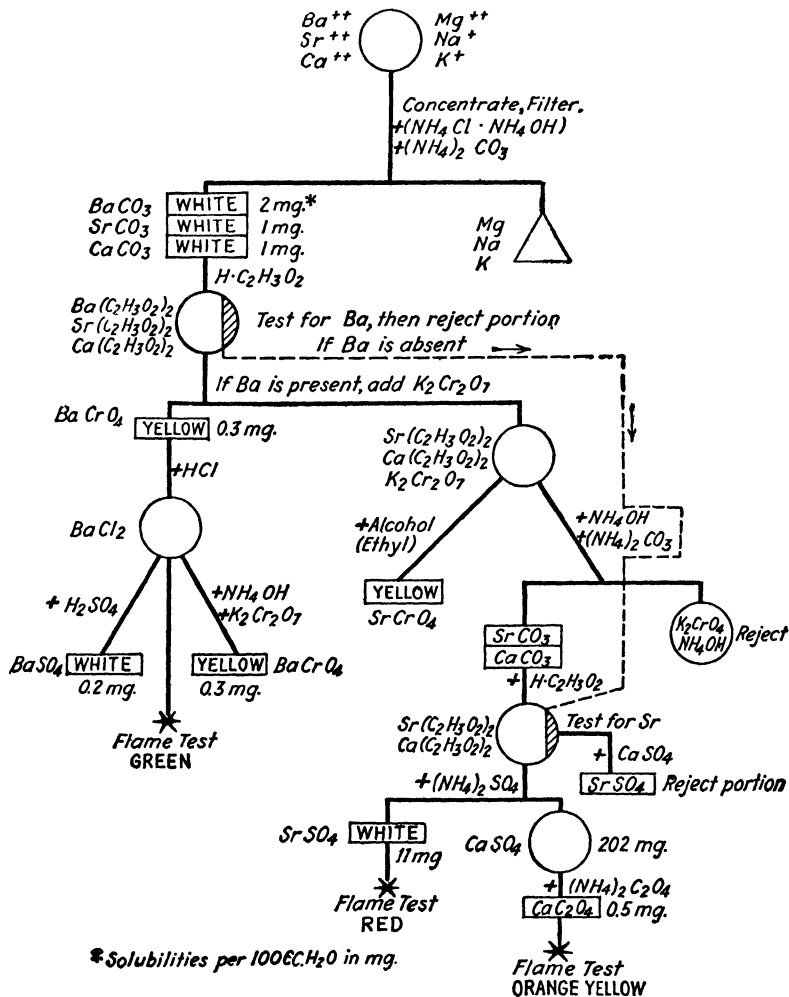 Ba++ Mg++
Sr++ Na+
Ca++ K+
Concentrate, Filter.
+(NH4Cl · NH4OH)
+(NH4)2 CO3
BaCO3 WHITE 2 mg.*
SrCO3 WHITE 1 mg.
CaCO3 WHITE 1 mg.
Mg
Na
K
H·C2H3O2
Ba(C2H3O2)2
Sr(C2H3O2)2
Ca(C2H3O2)2
Test for Ba, then reject portion
If Ba is absent
If Ba is present, add K2Cr2O7
BaCrO4 YELLOW 0.3 mg.
Sr(C2H3O2)2
Ca(C2H3O2)2
K2Cr2O7
+HCl
BaCl2
+Alcohol
(Ethyl)
+NH4OH
+(NH4)2 CO3
YELLOW
SrCrO4
+ H2SO4
+NH4OH
+K2Cr2O7
K2CrO4
NH4OH
Reject
SrCO3
CaCO3
BaSO4 WHITE
0.2 mg.
YELLOW BaCrO4
0.3 mg.
+ H·C2H3O2
Flame Test
GREEN
Sr(C2H3O2)2
Ca(C2H3O2)2
Test for Sr
+ CaSO4
SrSO4 Reject portion
+(NH4)2 SO4
SrSO4 WHITE
11mg
CaSO4 202 mg.
+ (NH4)2 C2O4
CaC2O4 0.5 mg.
Flame Test
RED
Flame Test
ORANGE YELLOW
*Solubilities per 100CC.H2O in mg.